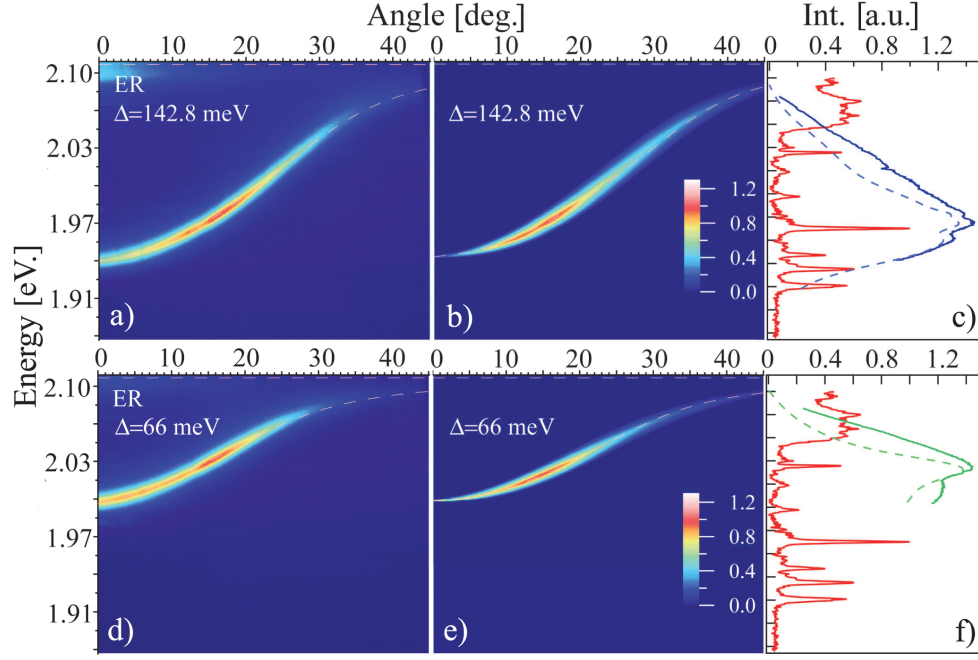 Angle [deg.]
Int. [a.u.]
0 10 20 30 40
0 10 20 30 40
0 0.4 0.8 1.2
Energy [eV.]
2.10
2.03
1.97
1.91
ER
Δ=142.8 meV
a)
Δ=142.8 meV
1.2
0.8
0.4
0.0
b)
c)
0 10 20 30 40
0 10 20 30 40
0 0.4 0.8 1.2
2.10
2.03
1.97
1.91
ER
Δ=66 meV
d)
Δ=66 meV
1.2
0.8
0.4
0.0
e)
f)